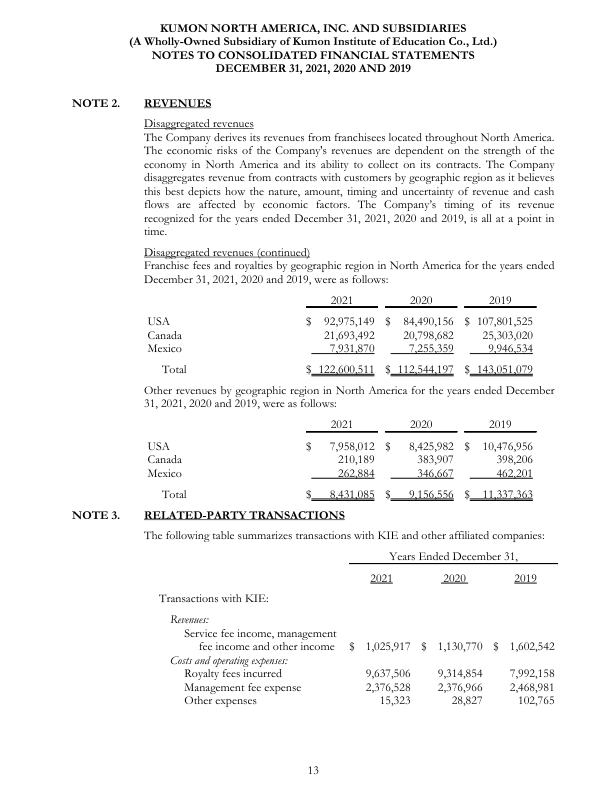 KUMON NORTH AMERICA, INC. AND SUBSIDIARIES
(A Wholly-Owned Subsidiary of Kumon Institute of Education Co., Ltd.)
NOTES TO CONSOLIDATED FINANCIAL STATEMENTS
DECEMBER 31, 2021, 2020 AND 2019
NOTE 2. REVENUES
Disaggregated revenues
The Company derives its revenues from franchisees located throughout North America.
The economic risks of the Company's revenues are dependent on the strength of the
economy in North America and its ability to collect on its contracts. The Company
disaggregates revenue from contracts with customers by geographic region as it believes
this best depicts how the nature, amount, timing and uncertainty of revenue and cash
flows are affected by economic factors. The Company's timing of its revenue
recognized for the years ended December 31, 2021, 2020 and 2019, is all at a point in
time.
Disaggregated revenues (continued)
Franchise fees and royalties by geographic region in North America for the years ended
December 31, 2021, 2020 and 2019, were as follows:
2021 2020 2019
USA $ 92,975,149 $ 84,490,156 $ 107,801,525
Canada 21,693,492 20,798,682 25,303,020
Mexico 7,931,870 7,255,359 9,946,534
Total $ 122,600,511 $ 112,544,197 $ 143,051,079
Other revenues by geographic region in North America for the years ended December
31, 2021, 2020 and 2019, were as follows:
2021 2020 2019
USA $ 7,958,012 $ 8,425,982 $ 10,476,956
Canada 210,189 383,907 398,206
Mexico 262,884 346,667 462,201
Total $ 8,431,085 $ 9,156,556 $ 11,337,363
NOTE 3. RELATED-PARTY TRANSACTIONS
The following table summarizes transactions with KIE and other affiliated companies:
Years Ended December 31,
2021 2020 2019
Transactions with KIE:
Revenues:
Service fee income, management
fee income and other income $ 1,025,917 $ 1,130,770 $ 1,602,542
Costs and operating expenses:
Royalty fees incurred 9,637,506 9,314,854 7,992,158
Management fee expense 2,376,528 2,376,966 2,468,981
Other expenses 15,323 28,827 102,765
13